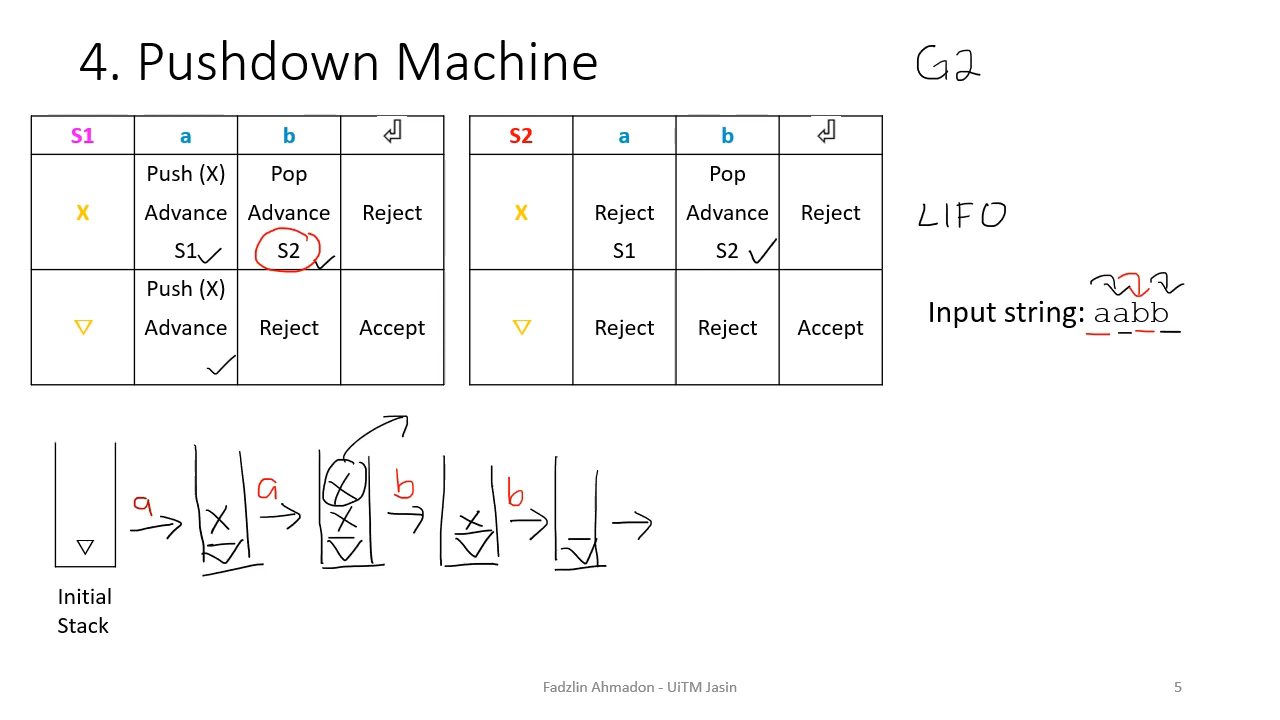 4. Pushdown Machine
G2
S1 a b ⏎
X Push (X) Advance S1 Pop Advance S2 Reject
▽ Push (X) Advance Reject Accept
S2 a b ⏎
X Reject S1 Pop Advance S2 Reject
▽ Reject Reject Accept
LIFO
Input string: aabb
a a b b
X X X X
▽ ▽ ▽ ▽ ▽
Initial
Stack
Fadzlin Ahmadon - UiTM Jasin
5